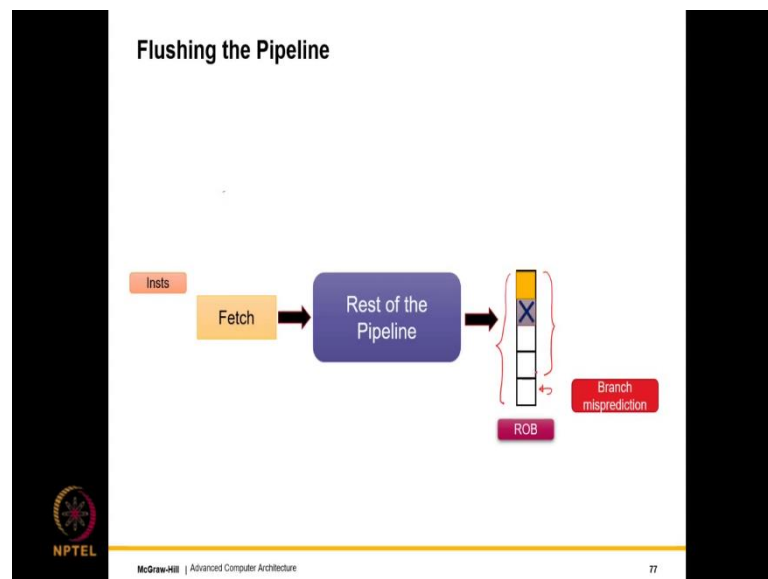 Flushing the Pipeline
Insts
Fetch
Rest of the
Pipeline
X
Branch
misprediction
ROB
NPTEL
McGraw-Hill | Advanced Computer Architecture
77